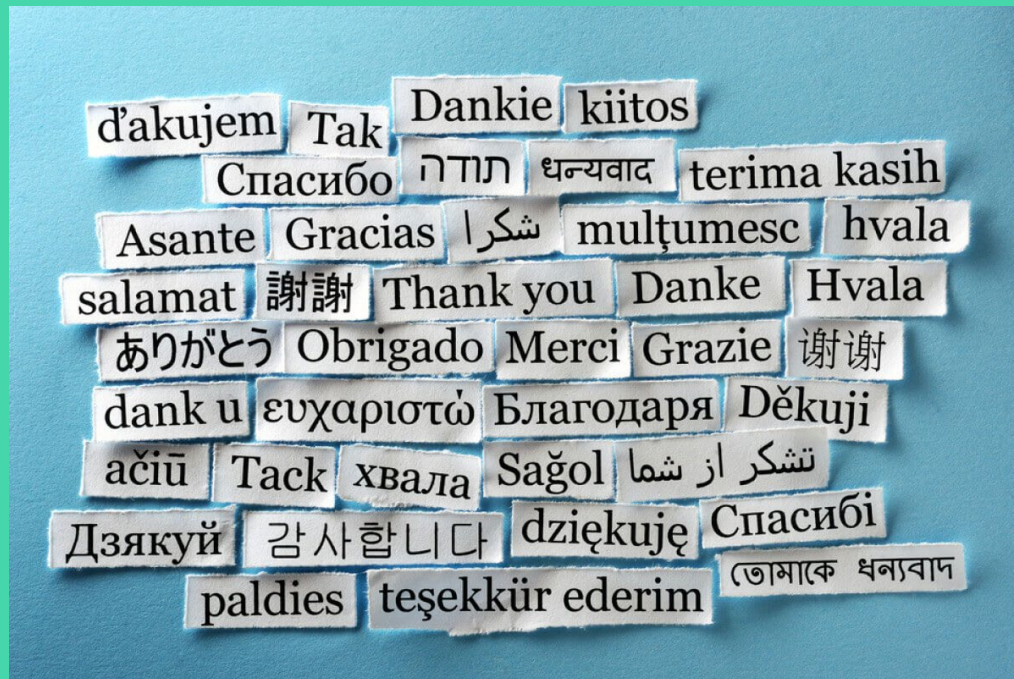 ďakujem Tak Dankie kiitos
Спасибо תודה धन्यवाद terima kasih
Asante Gracias شكرا mulţumesc hvala
salamat 謝謝 Thank you Danke Hvala
ありがとう Obrigado Merci Grazie 谢谢
dank u ευχαριστώ Благодаря Děkuji
ačiū Tack хвала Sağol تشکر از شما
Дзякуй 감사합니다 dziękuję Спасибі
paldies teşekkür ederim তোমাকে ধন্যবাদ